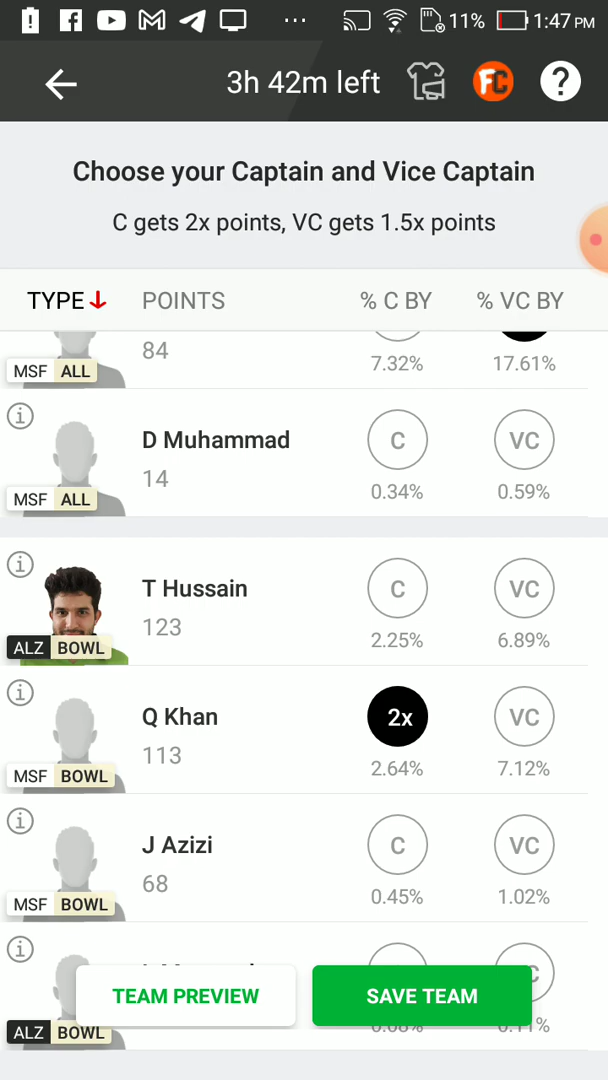 11% 1:47 PM
3h 42m left FC ?
Choose your Captain and Vice Captain
C gets 2x points, VC gets 1.5x points
TYPE POINTS % C BY % VC BY
84
7.32% 17.61%
MSF ALL
D Muhammad C VC
14
0.34% 0.59%
MSF ALL
T Hussain C VC
123
2.25% 6.89%
ALZ BOWL
Q Khan 2x VC
113
2.64% 7.12%
MSF BOWL
J Azizi C VC
68
0.45% 1.02%
MSF BOWL
TEAM PREVIEW SAVE TEAM
ALZ BOWL